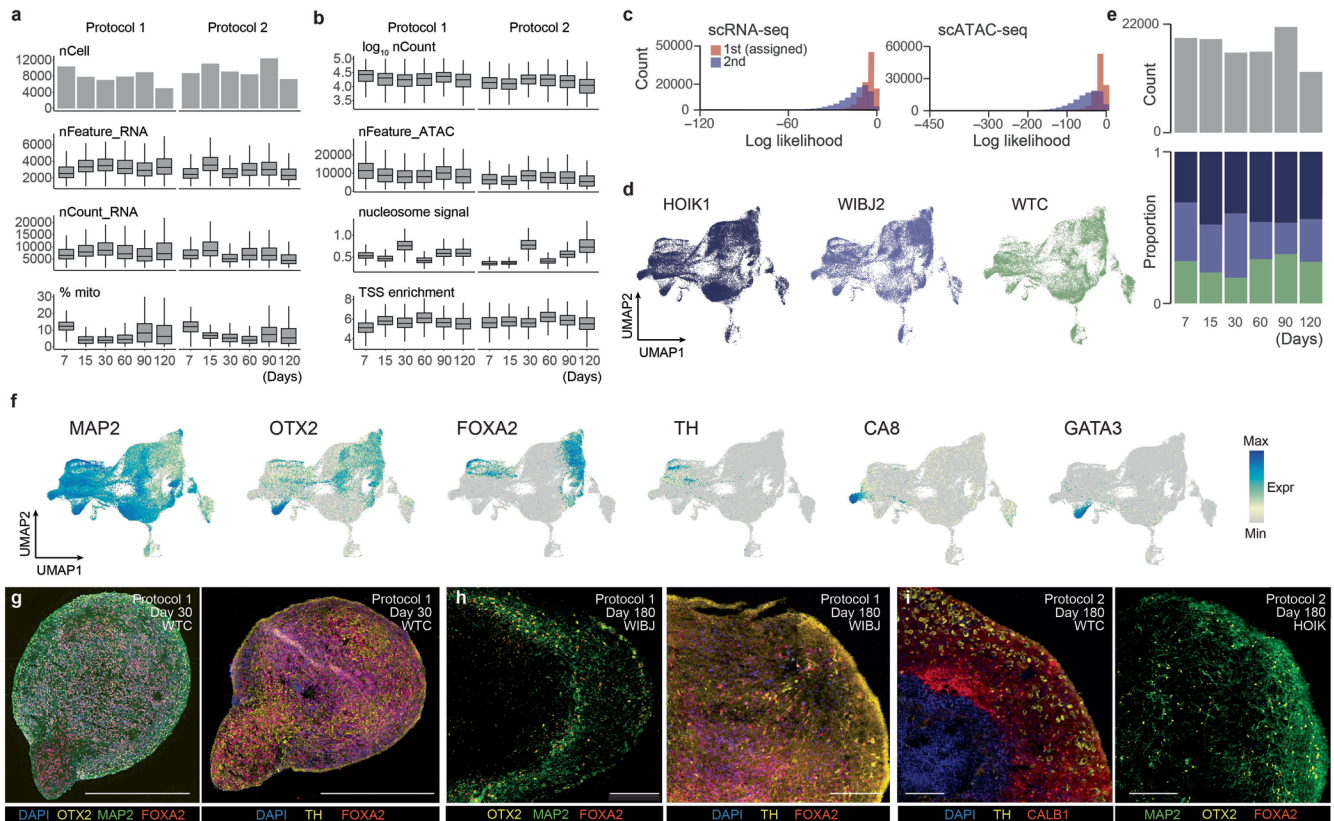 a
Protocol 1 Protocol 2
nCell
12000
8000
4000
0
nFeature_RNA
6000
4000
2000
nCount_RNA
20000
15000
10000
5000
% mito
30
20
10
0
7 15 30 60 90 120 7 15 30 60 90 120
(Days)
b
Protocol 1 Protocol 2
log10 nCount
5.0
4.5
4.0
3.5
nFeature_ATAC
20000
10000
0
nucleosome signal
1.0
0.5
TSS enrichment
8
6
4
7 15 30 60 90 120 7 15 30 60 90 120
(Days)
c
scRNA-seq
1st (assigned)
2nd
Count
50000
25000
0
-120 -60 0
Log likelihood
scATAC-seq
60000
30000
0
-450 -300 -200 -100 0
Log likelihood
d
HOIK1 WIBJ2 WTC
UMAP2
UMAP1
e
22000
Count
0
1
Proportion
0
7 15 30 60 90 120
(Days)
f
MAP2 OTX2 FOXA2 TH CA8 GATA3
UMAP2
UMAP1
Max
Expr
Min
g
Protocol 1
Day 30
WTC
DAPI OTX2 MAP2 FOXA2
Protocol 1
Day 30
WTC
DAPI TH FOXA2
h
Protocol 1
Day 180
WIBJ
OTX2 MAP2 FOXA2
Protocol 1
Day 180
WIBJ
DAPI TH FOXA2
i
Protocol 2
Day 180
WTC
DAPI TH CALB1
Protocol 2
Day 180
HOIK
MAP2 OTX2 FOXA2